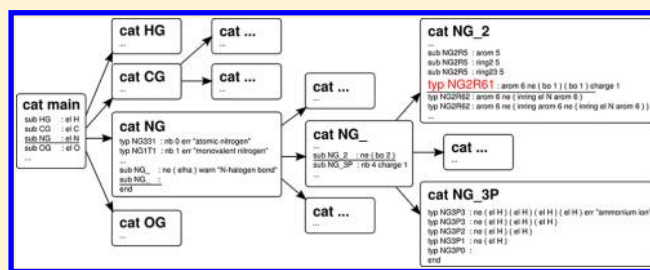 cat main
sub HG : el H
sub CG : el C
sub NG : el N
sub OG : el O
...
cat HG
...
cat CG
...
cat ...
...
cat ...
...
cat NG
typ NG331 : nb 0 err "atomic nitrogen"
typ NG1T1 : nb 1 err "monovalent nitrogen"
...
sub NG_ : ne ( elha ) warn "N-halogen bond"
sub NG_ :
end
cat OG
...
cat ...
...
cat NG_
...
sub NG_2 : ne ( bo 2 )
sub NG_3P : nb 4 charge 1
...
cat ...
...
cat NG_2
...
sub NG2R5 : arom 5
sub NG2R5 : ring2 5
sub NG2R5 : ring23 5
typ NG2R61 : arom 6 ne ( bo 1 ) ( bo 1 ) charge 1
typ NG2R62 : arom 6 ne ( inring el N arom 6 )
typ NG2R62 : arom 6 ne ( inring arom 6 ne ( inring el N arom 6 ) )
...
cat ...
...
cat NG_3P
typ NG3P3 : ne ( el H ) ( el H ) ( el H ) ( el H ) err "ammonium ion"
typ NG3P3 : ne ( el H ) ( el H ) ( el H )
typ NG3P2 : ne ( el H ) ( el H )
typ NG3P1 : ne ( el H )
typ NG3P0 :
end